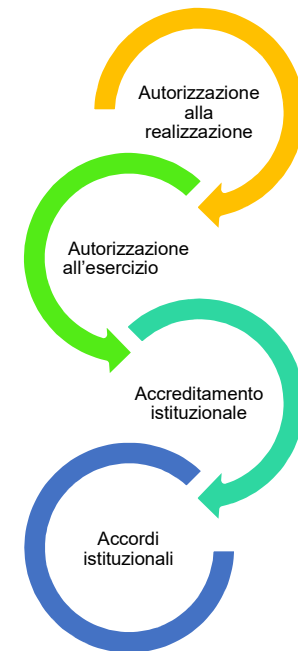 Autorizzazione
alla
realizzazione
Autorizzazione
all’esercizio
Accreditamento
istituzionale
Accordi
istituzionali